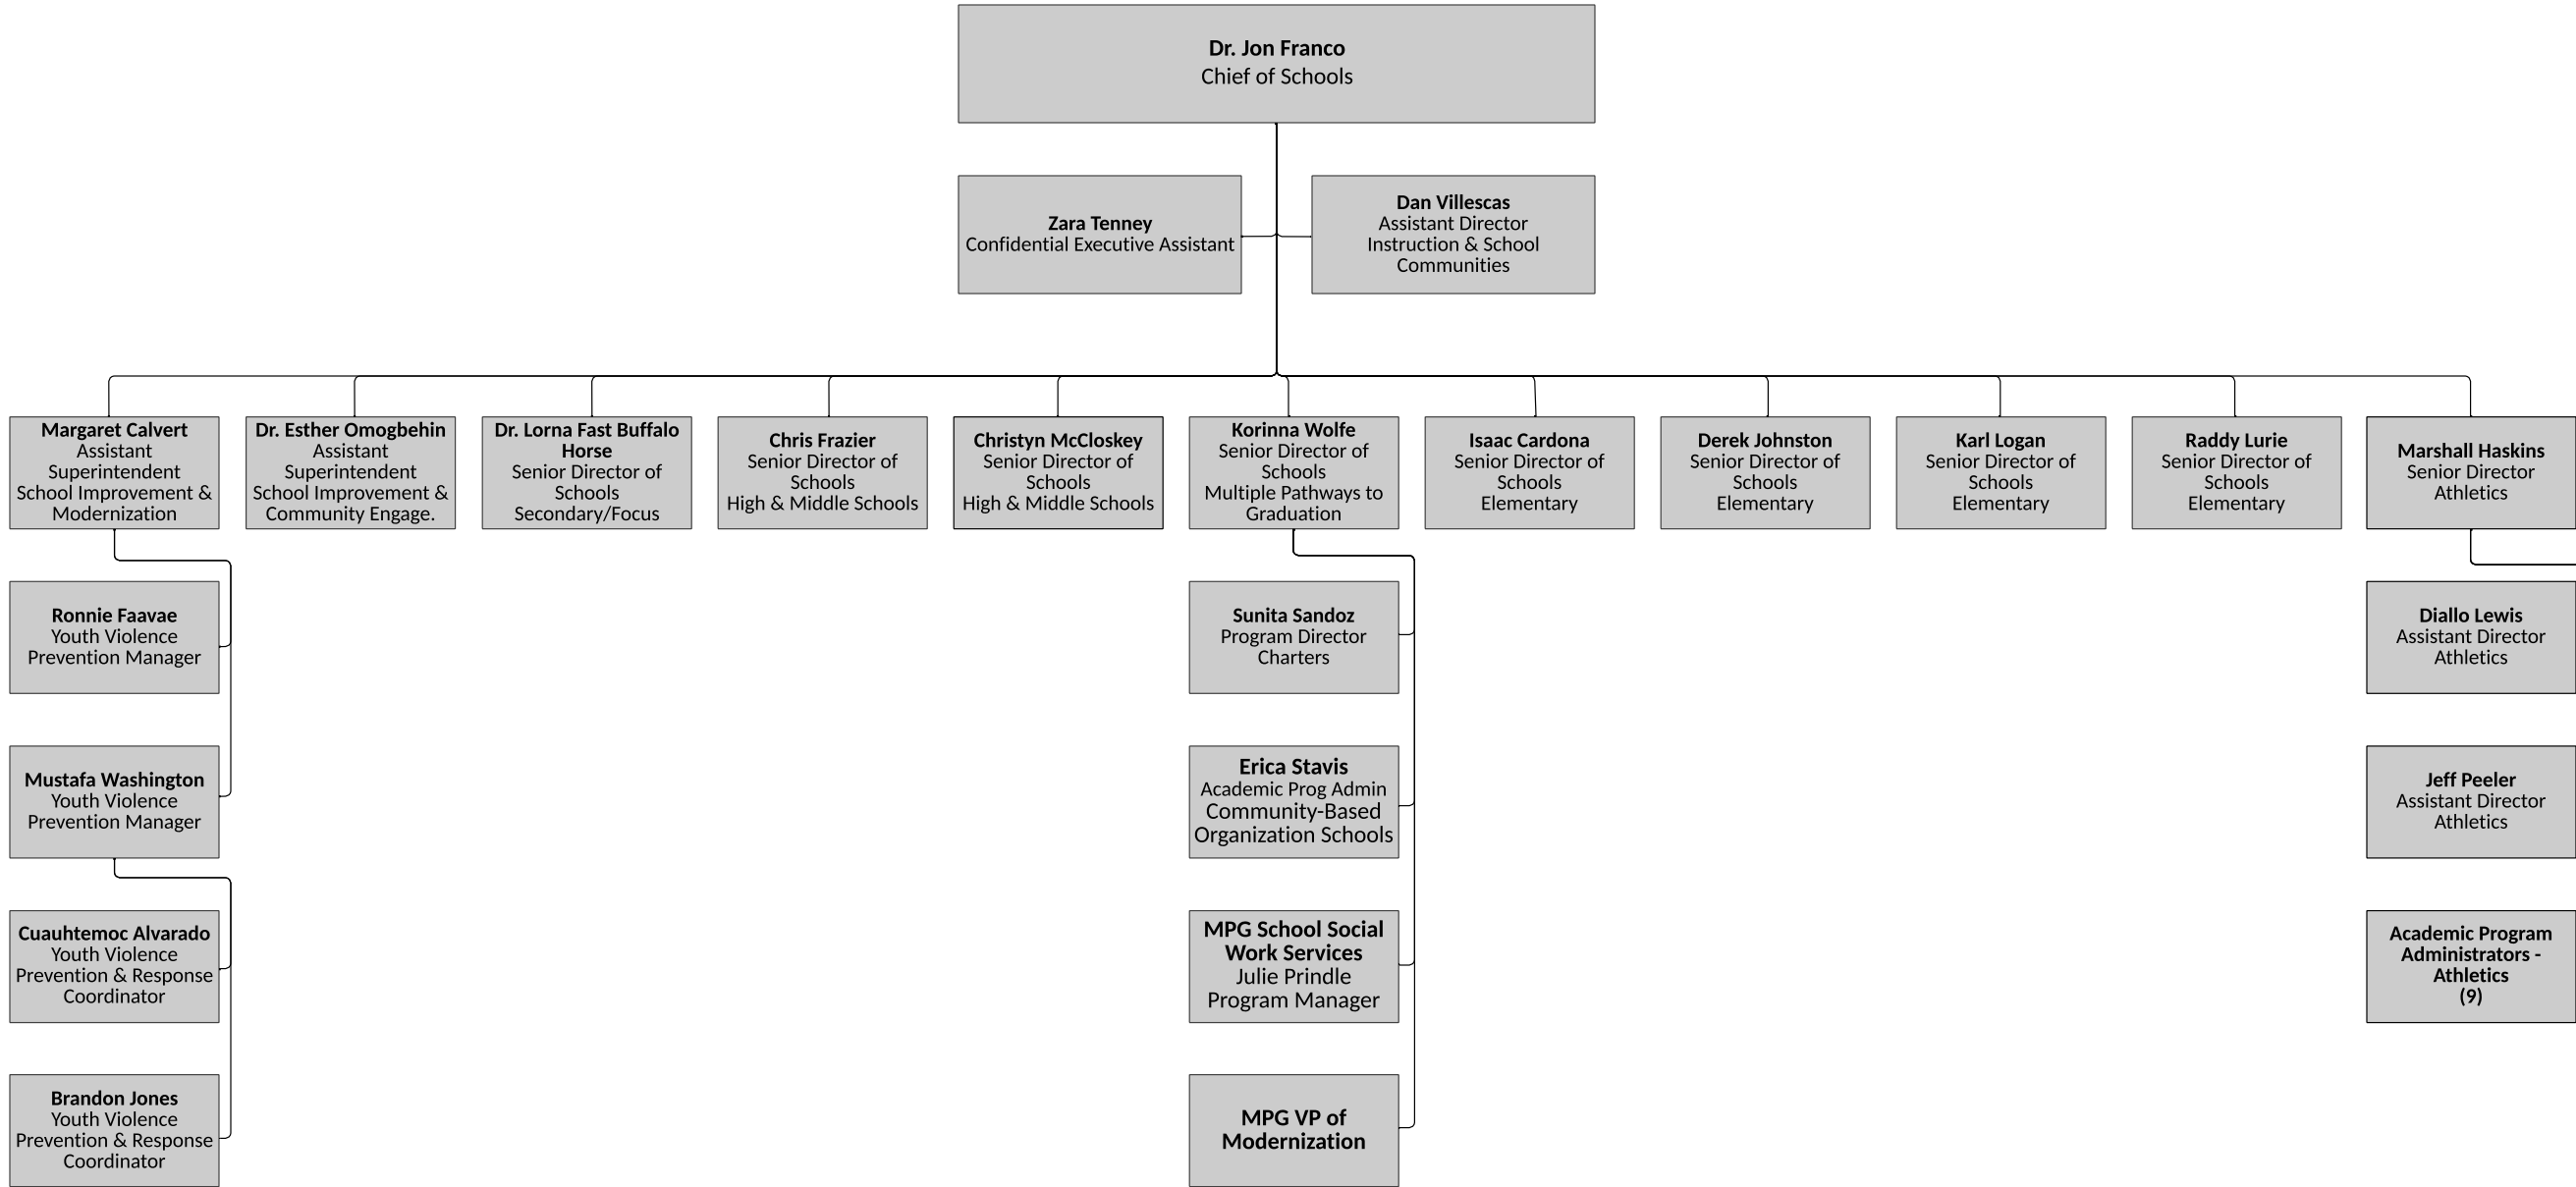 Dr. Jon Franco
Chief of Schools
Zara Tenney
Confidential Executive Assistant
Dan Villescas
Assistant Director
Instruction & School
Communities
Margaret Calvert
Assistant
Superintendent
School Improvement &
Modernization
Dr. Esther Omogbehin
Assistant
Superintendent
School Improvement &
Community Engage.
Dr. Lorna Fast Buffalo
Horse
Senior Director of
Schools
Secondary/Focus
Chris Frazier
Senior Director of
Schools
High & Middle Schools
Christyn McCloskey
Senior Director of
Schools
High & Middle Schools
Korinna Wolfe
Senior Director of
Schools
Multiple Pathways to
Graduation
Isaac Cardona
Senior Director of
Schools
Elementary
Derek Johnston
Senior Director of
Schools
Elementary
Karl Logan
Senior Director of
Schools
Elementary
Raddy Lurie
Senior Director of
Schools
Elementary
Marshall Haskins
Senior Director
Athletics
Ronnie Faavae
Youth Violence
Prevention Manager
Sunita Sandoz
Program Director
Charters
Diallo Lewis
Assistant Director
Athletics
Mustafa Washington
Youth Violence
Prevention Manager
Erica Stavis
Academic Prog Admin
Community-Based
Organization Schools
Jeff Peeler
Assistant Director
Athletics
Cuauhtemoc Alvarado
Youth Violence
Prevention & Response
Coordinator
MPG School Social
Work Services
Julie Prindle
Program Manager
Academic Program
Administrators -
Athletics
(9)
Brandon Jones
Youth Violence
Prevention & Response
Coordinator
MPG VP of
Modernization